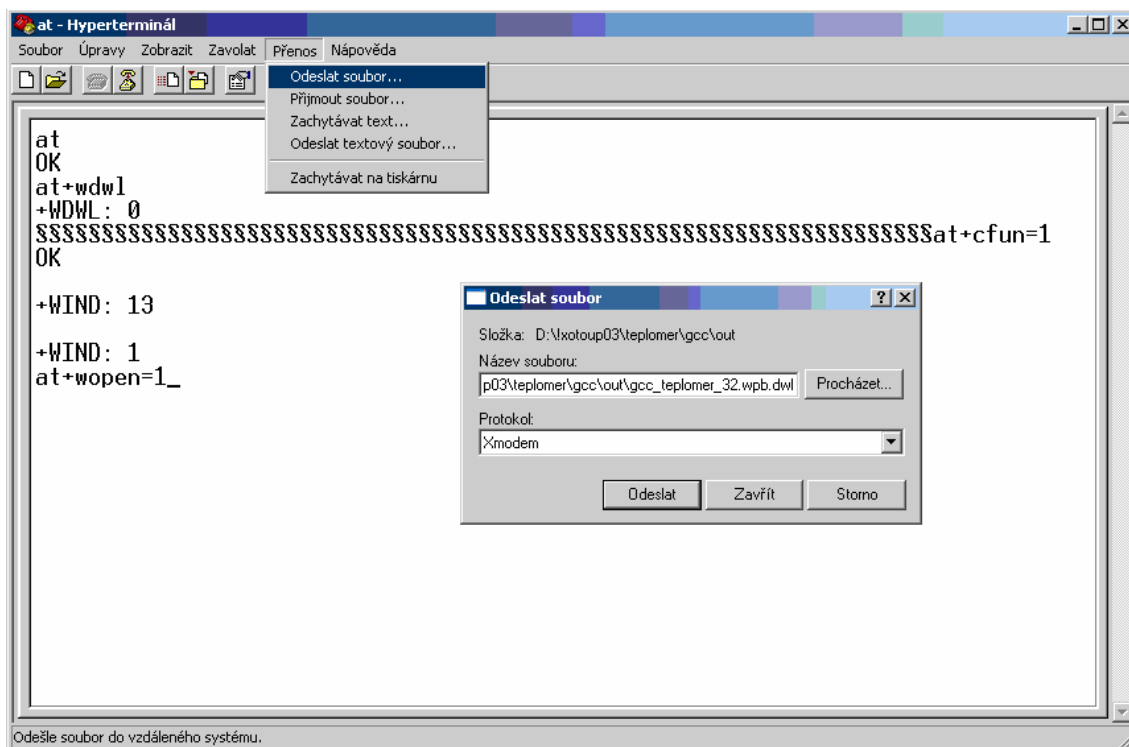 at - Hyperterminál
Soubor Úpravy Zobrazit Zavolat Přenos Nápověda
Odeslat soubor...
Přijmout soubor...
Zachytávat text...
Odeslat textový soubor...
Zachytávat na tiskárnu
at
OK
at+wdwl
+WDWL: 0
§§§§§§§§§§§§§§§§§§§§§§§§§§§§§§§§§§§§§§§§§§§§§§§§§§§§§§§§§§§§§§§§§§§§at+cfun=1
OK
+WIND: 13
+WIND: 1
at+wopen=1_
Odeslat soubor
Složka: D:\!xotoup03\teplomer\gcc\out
Název souboru:
p03\teplomer\gcc\out\gcc_teplomer_32.wpb.dwl Procházet...
Protokol:
Xmodem
Odeslat Zavřít Storno
Odešle soubor do vzdáleného systému.